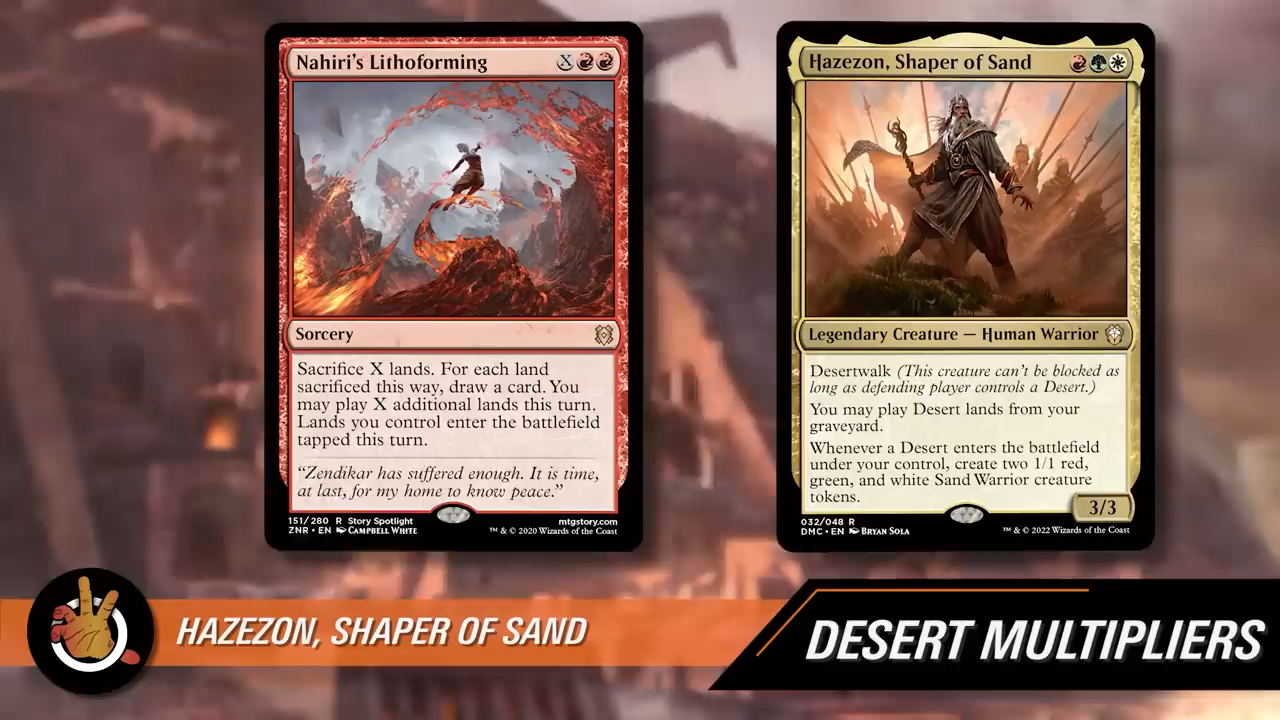 Nahiri's Lithoforming
X
Sorcery
Sacrifice X lands. For each land
sacrificed this way, draw a card. You
may play X additional lands this turn.
Lands you control enter the battlefield
tapped this turn.
“Zendikar has suffered enough. It is time,
at last, for my home to know peace.”
151/280 R Story Spotlight
ZNR • EN Campbell White
mtgstory.com
™ & © 2020 Wizards of the Coast
Hazezon, Shaper of Sand
Legendary Creature — Human Warrior
Desertwalk (This creature can't be blocked as
long as defending player controls a Desert.)
You may play Desert lands from your
graveyard.
Whenever a Desert enters the battlefield
under your control, create two 1/1 red,
green, and white Sand Warrior creature
tokens.
3/3
032/048 R
DMC • EN Bryan Sola
™ & © 2022 Wizards of the Coast
HAZEZON, SHAPER OF SAND
DESERT MULTIPLIERS